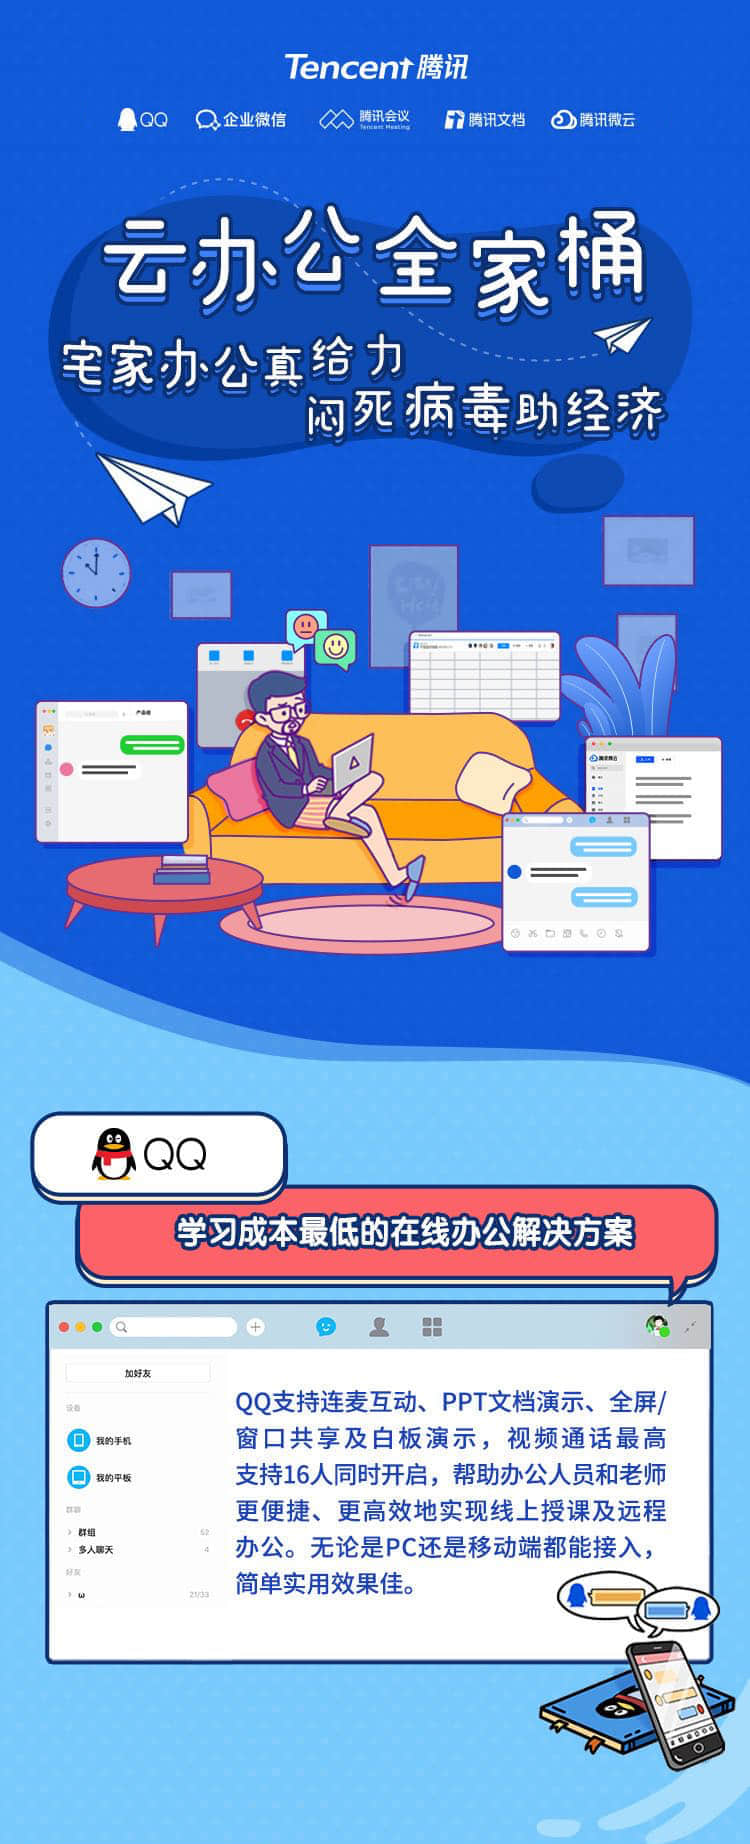 Tencent 腾讯
QQ 企业微信 腾讯会议 腾讯文档 腾讯微云
Tencent Meeting
云办公全家桶
宅家办公真给力
闷死病毒助经济
Tencent
腾讯微云
QQ
学习成本最低的在线办公解决方案
加好友
设备
我的手机
我的平板
群聊
群组 52
多人聊天 4
好友
ω 21/33
QQ支持连麦互动、PPT文档演示、全屏/
窗口共享及白板演示，视频通话最高
支持16人同时开启，帮助办公人员和老师
更便捷、更高效地实现线上授课及远程
办公。无论是PC还是移动端都能接入，
简单实用效果佳。